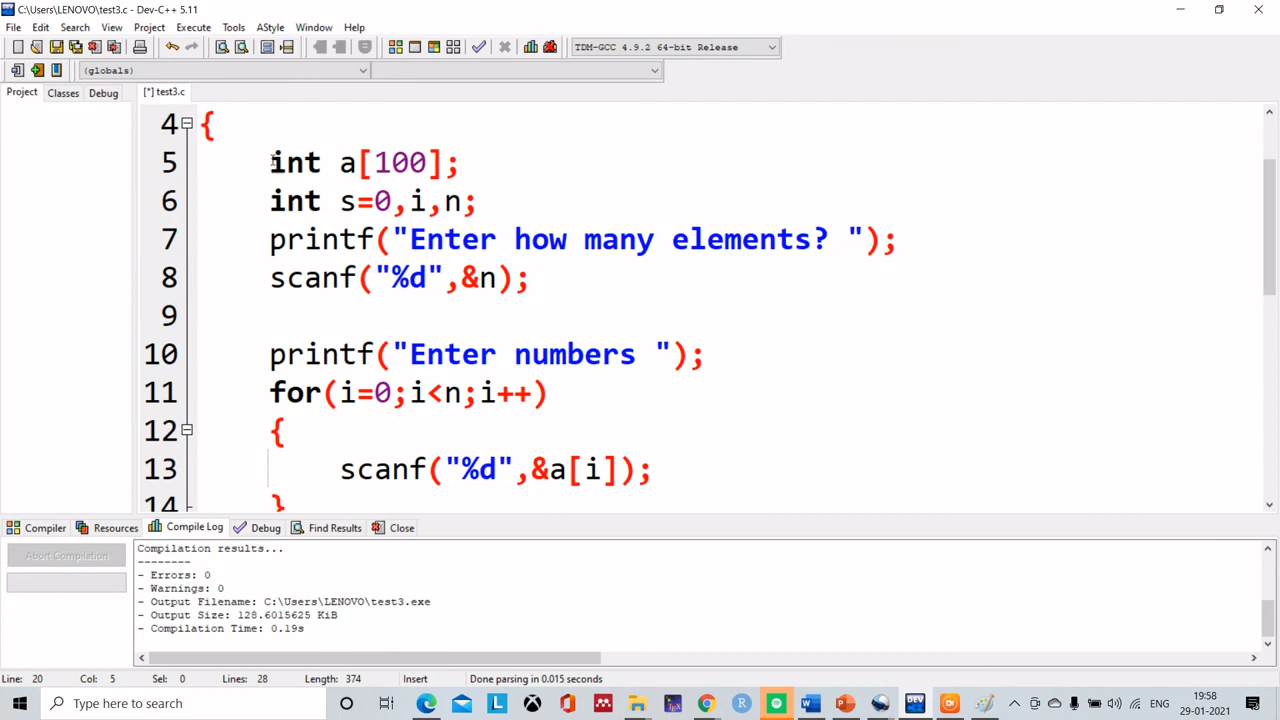 C:\Users\LENOVO\test3.c - Dev-C++ 5.11
File Edit Search View Project Execute Tools AStyle Window Help
TDM-GCC 4.9.2 64-bit Release
(globals)
Project Classes Debug [*] test3.c
4 {
5 int a[100];
6 int s=0,i,n;
7 printf("Enter how many elements? ");
8 scanf("%d",&n);
9
10 printf("Enter numbers ");
11 for(i=0;i<n;i++)
12 {
13 scanf("%d",&a[i]);
14 }
Compiler Resources Compile Log Debug Find Results Close
Abort Compilation
Compilation results...
--------
- Errors: 0
- Warnings: 0
- Output Filename: C:\Users\LENOVO\test3.exe
- Output Size: 128.6015625 KiB
- Compilation Time: 0.19s
Line: 20 Col: 5 Sel: 0 Lines: 28 Length: 374 Insert Done parsing in 0.015 seconds
Type here to search
19:58
ENG
29-01-2021